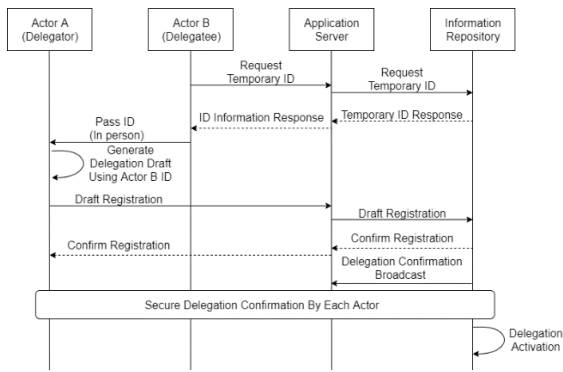 Actor A
(Delegator)
Actor B
(Delegatee)
Application
Server
Information
Repository
Request
Temporary ID
Request
Temporary ID
ID Information Response
Temporary ID Response
Pass ID
(In person)
Generate
Delegation Draft
Using Actor B ID
Draft Registration
Draft Registration
Confirm Registration
Confirm Registration
Delegation Confirmation
Broadcast
Secure Delegation Confirmation By Each Actor
Delegation
Activation